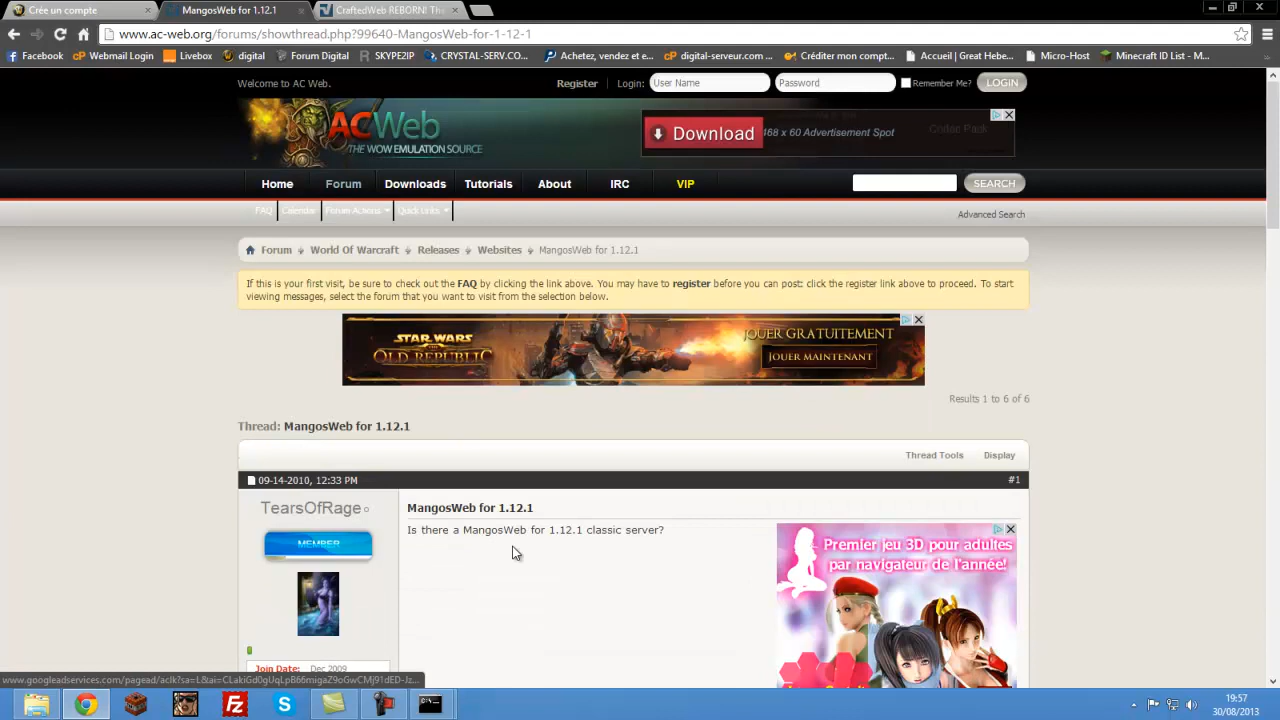 Crée un compte
MangosWeb for 1.12.1
CraftedWeb REBORN! The
www.ac-web.org/forums/showthread.php?99640-MangosWeb-for-1-12-1
Facebook
Webmail Login
Livebox
digital
Forum Digital
SKYPE2IP
CRYSTAL-SERV.CO...
Achetez, vendez et e...
digital-serveur.com ...
Créditer mon compt...
Accueil | Great Hebe...
Micro-Host
Minecraft ID List - M...
Welcome to AC Web.
Register
Login:
User Name
Password
Remember Me?
LOGIN
ACWeb
THE WOW EMULATION SOURCE
Download
468 x 60 Advertisement Spot
Codac Pack
Home
Forum
Downloads
Tutorials
About
IRC
VIP
SEARCH
FAQ
Calendar
Forum Actions
Quick Links
Advanced Search
Forum
World Of Warcraft
Releases
Websites
MangosWeb for 1.12.1
If this is your first visit, be sure to check out the FAQ by clicking the link above. You may have to register before you can post: click the register link above to proceed. To start
viewing messages, select the forum that you want to visit from the selection below.
STAR WARS
THE OLD REPUBLIC
JOUER GRATUITEMENT
JOUER MAINTENANT
Results 1 to 6 of 6
Thread: MangosWeb for 1.12.1
Thread Tools
Display
09-14-2010, 12:33 PM
#1
TearsOfRage
MEMBER
Join Date: Dec 2009
MangosWeb for 1.12.1
Is there a MangosWeb for 1.12.1 classic server?
Premier jeu 3D pour adultes
par navigateur de l'année!
19:57
30/08/2013